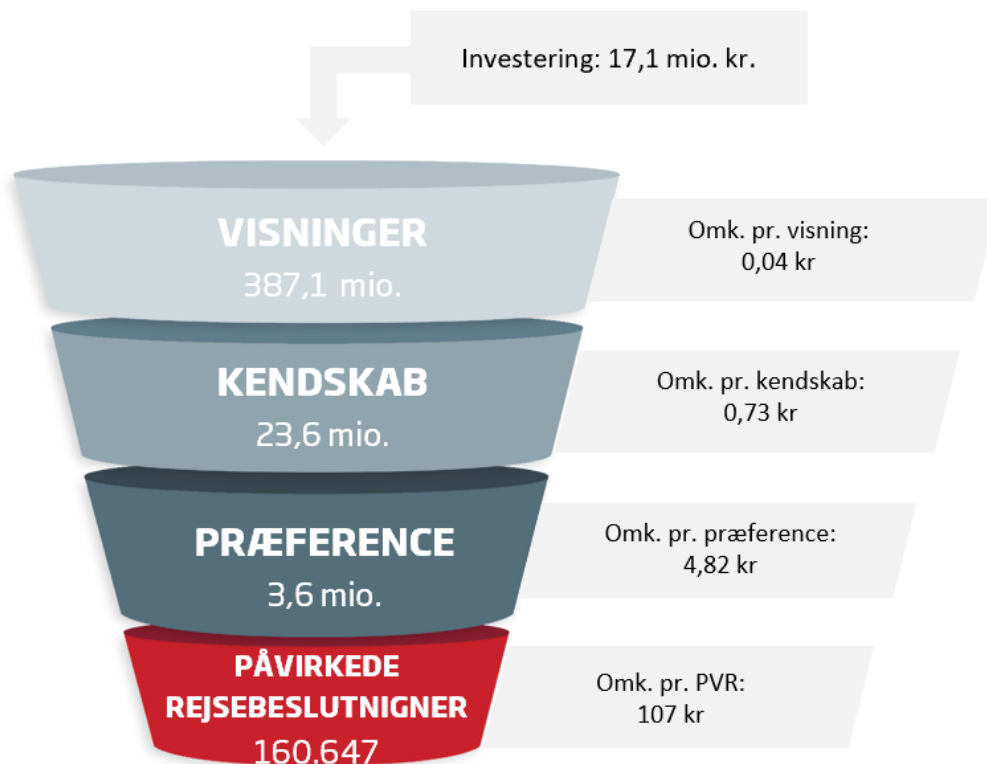 Investering: 17,1 mio. kr.
VISNINGER
387,1 mio.
Omk. pr. visning:
0,04 kr
KENDSKAB
23,6 mio.
Omk. pr. kendskab:
0,73 kr
PRÆFERENCE
3,6 mio.
Omk. pr. præference:
4,82 kr
PÅVIRKEDE
REJSEBESLUTNIGNER
160.647
Omk. pr. PVR:
107 kr